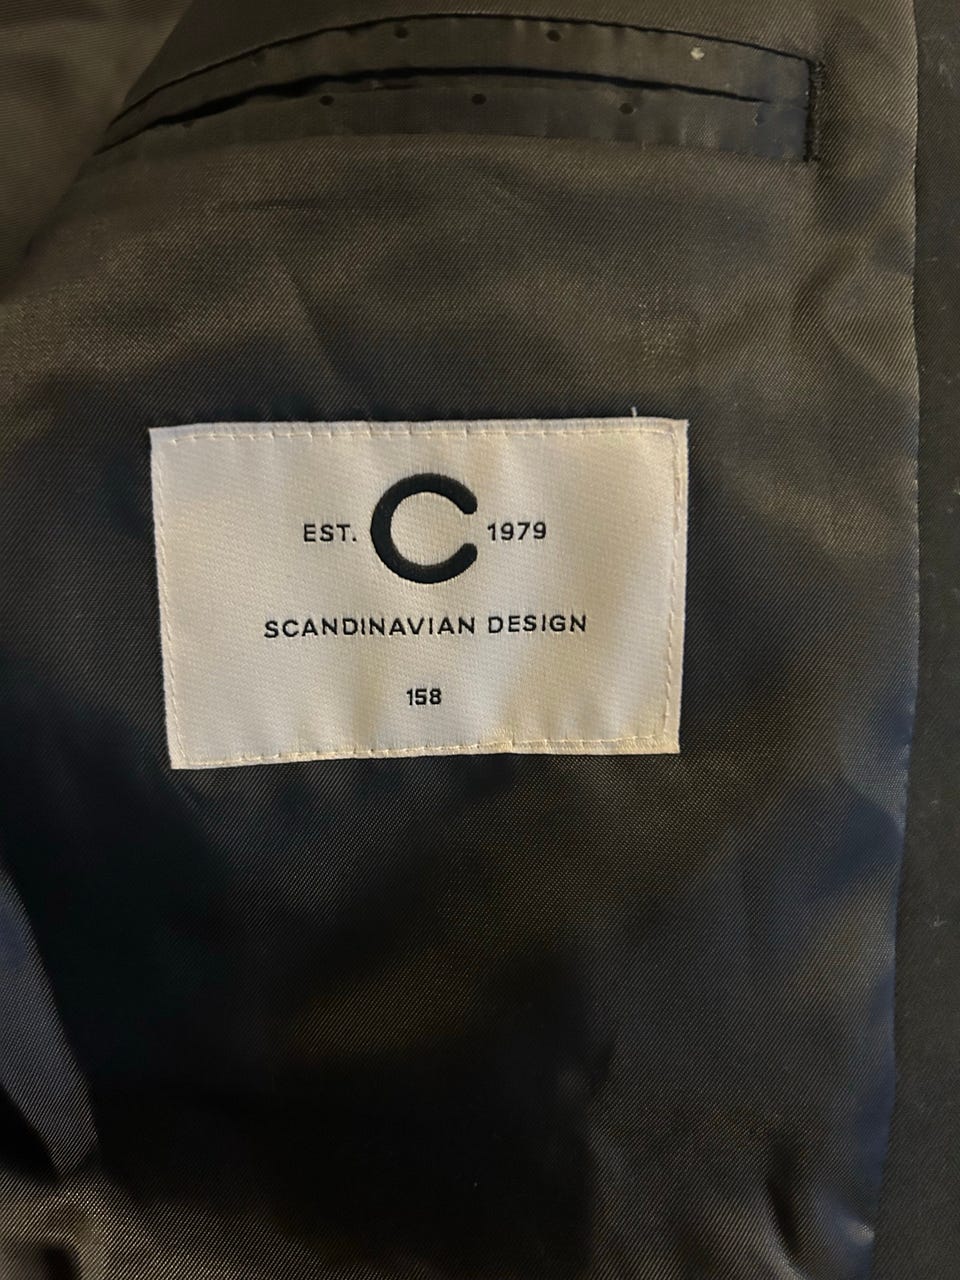 EST. C 1979
SCANDINAVIAN DESIGN
158